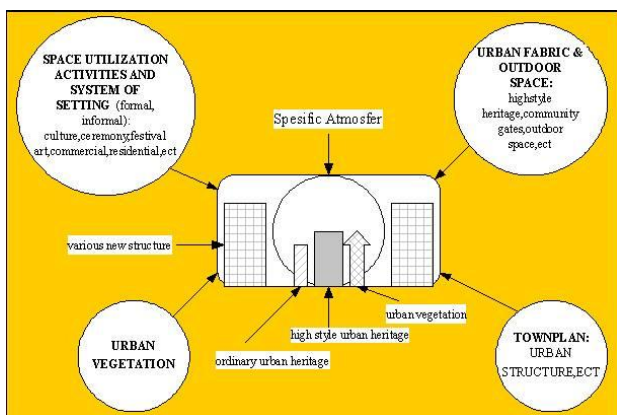 SPACE UTILIZATION
ACTIVITIES AND
SYSTEM OF
SETTING (formal,
informal):
culture,ceremony,festival
art,commercial,residential,ect
URBAN FABRIC &
OUTDOOR
SPACE:
highstyle
heritage,community
gates,outdoor
space,ect
Spesific Atmosfer
various new structure
urban vegetation
high style urban heritage
ordinary urban heritage
URBAN
VEGETATION
TOWNPLAN:
URBAN
STRUCTURE,ECT